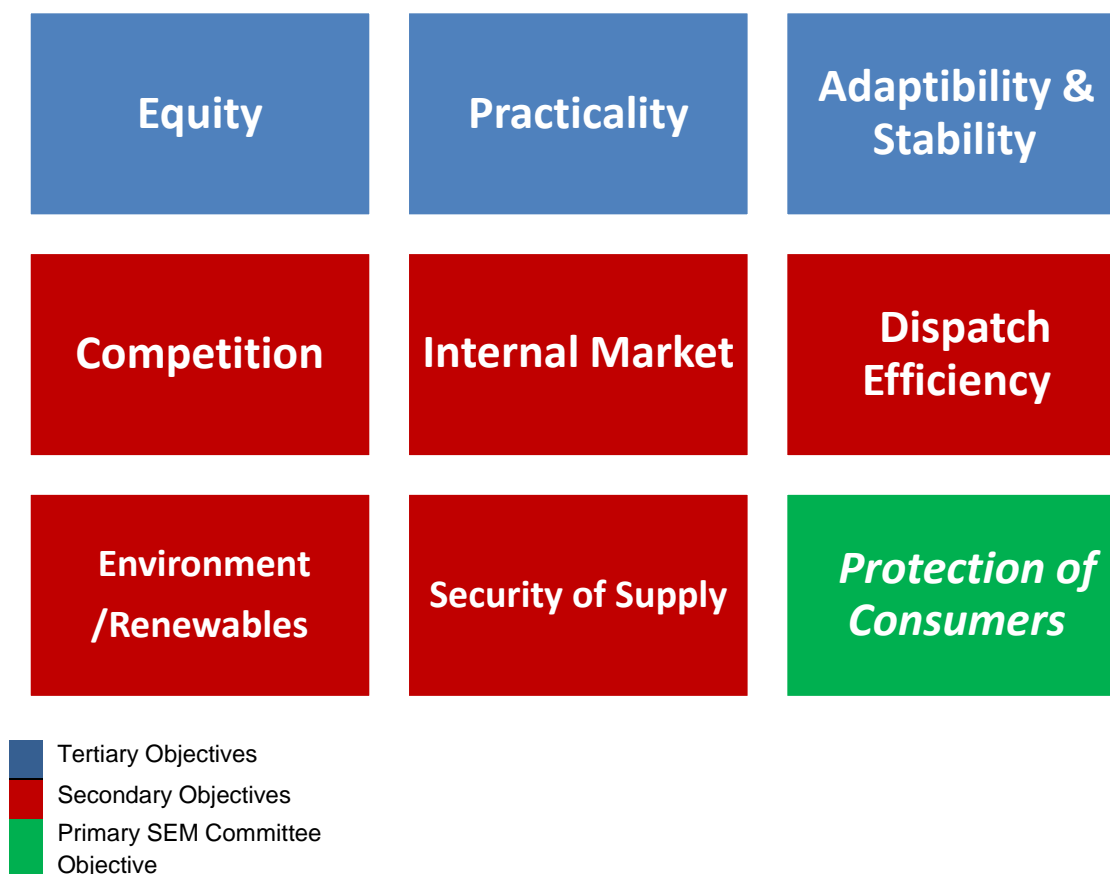 Equity
Practicality
Adaptibility &
Stability
Competition
Internal Market
Dispatch
Efficiency
Environment
/Renewables
Security of Supply
Protection of
Consumers
Tertiary Objectives
Secondary Objectives
Primary SEM Committee
Objective